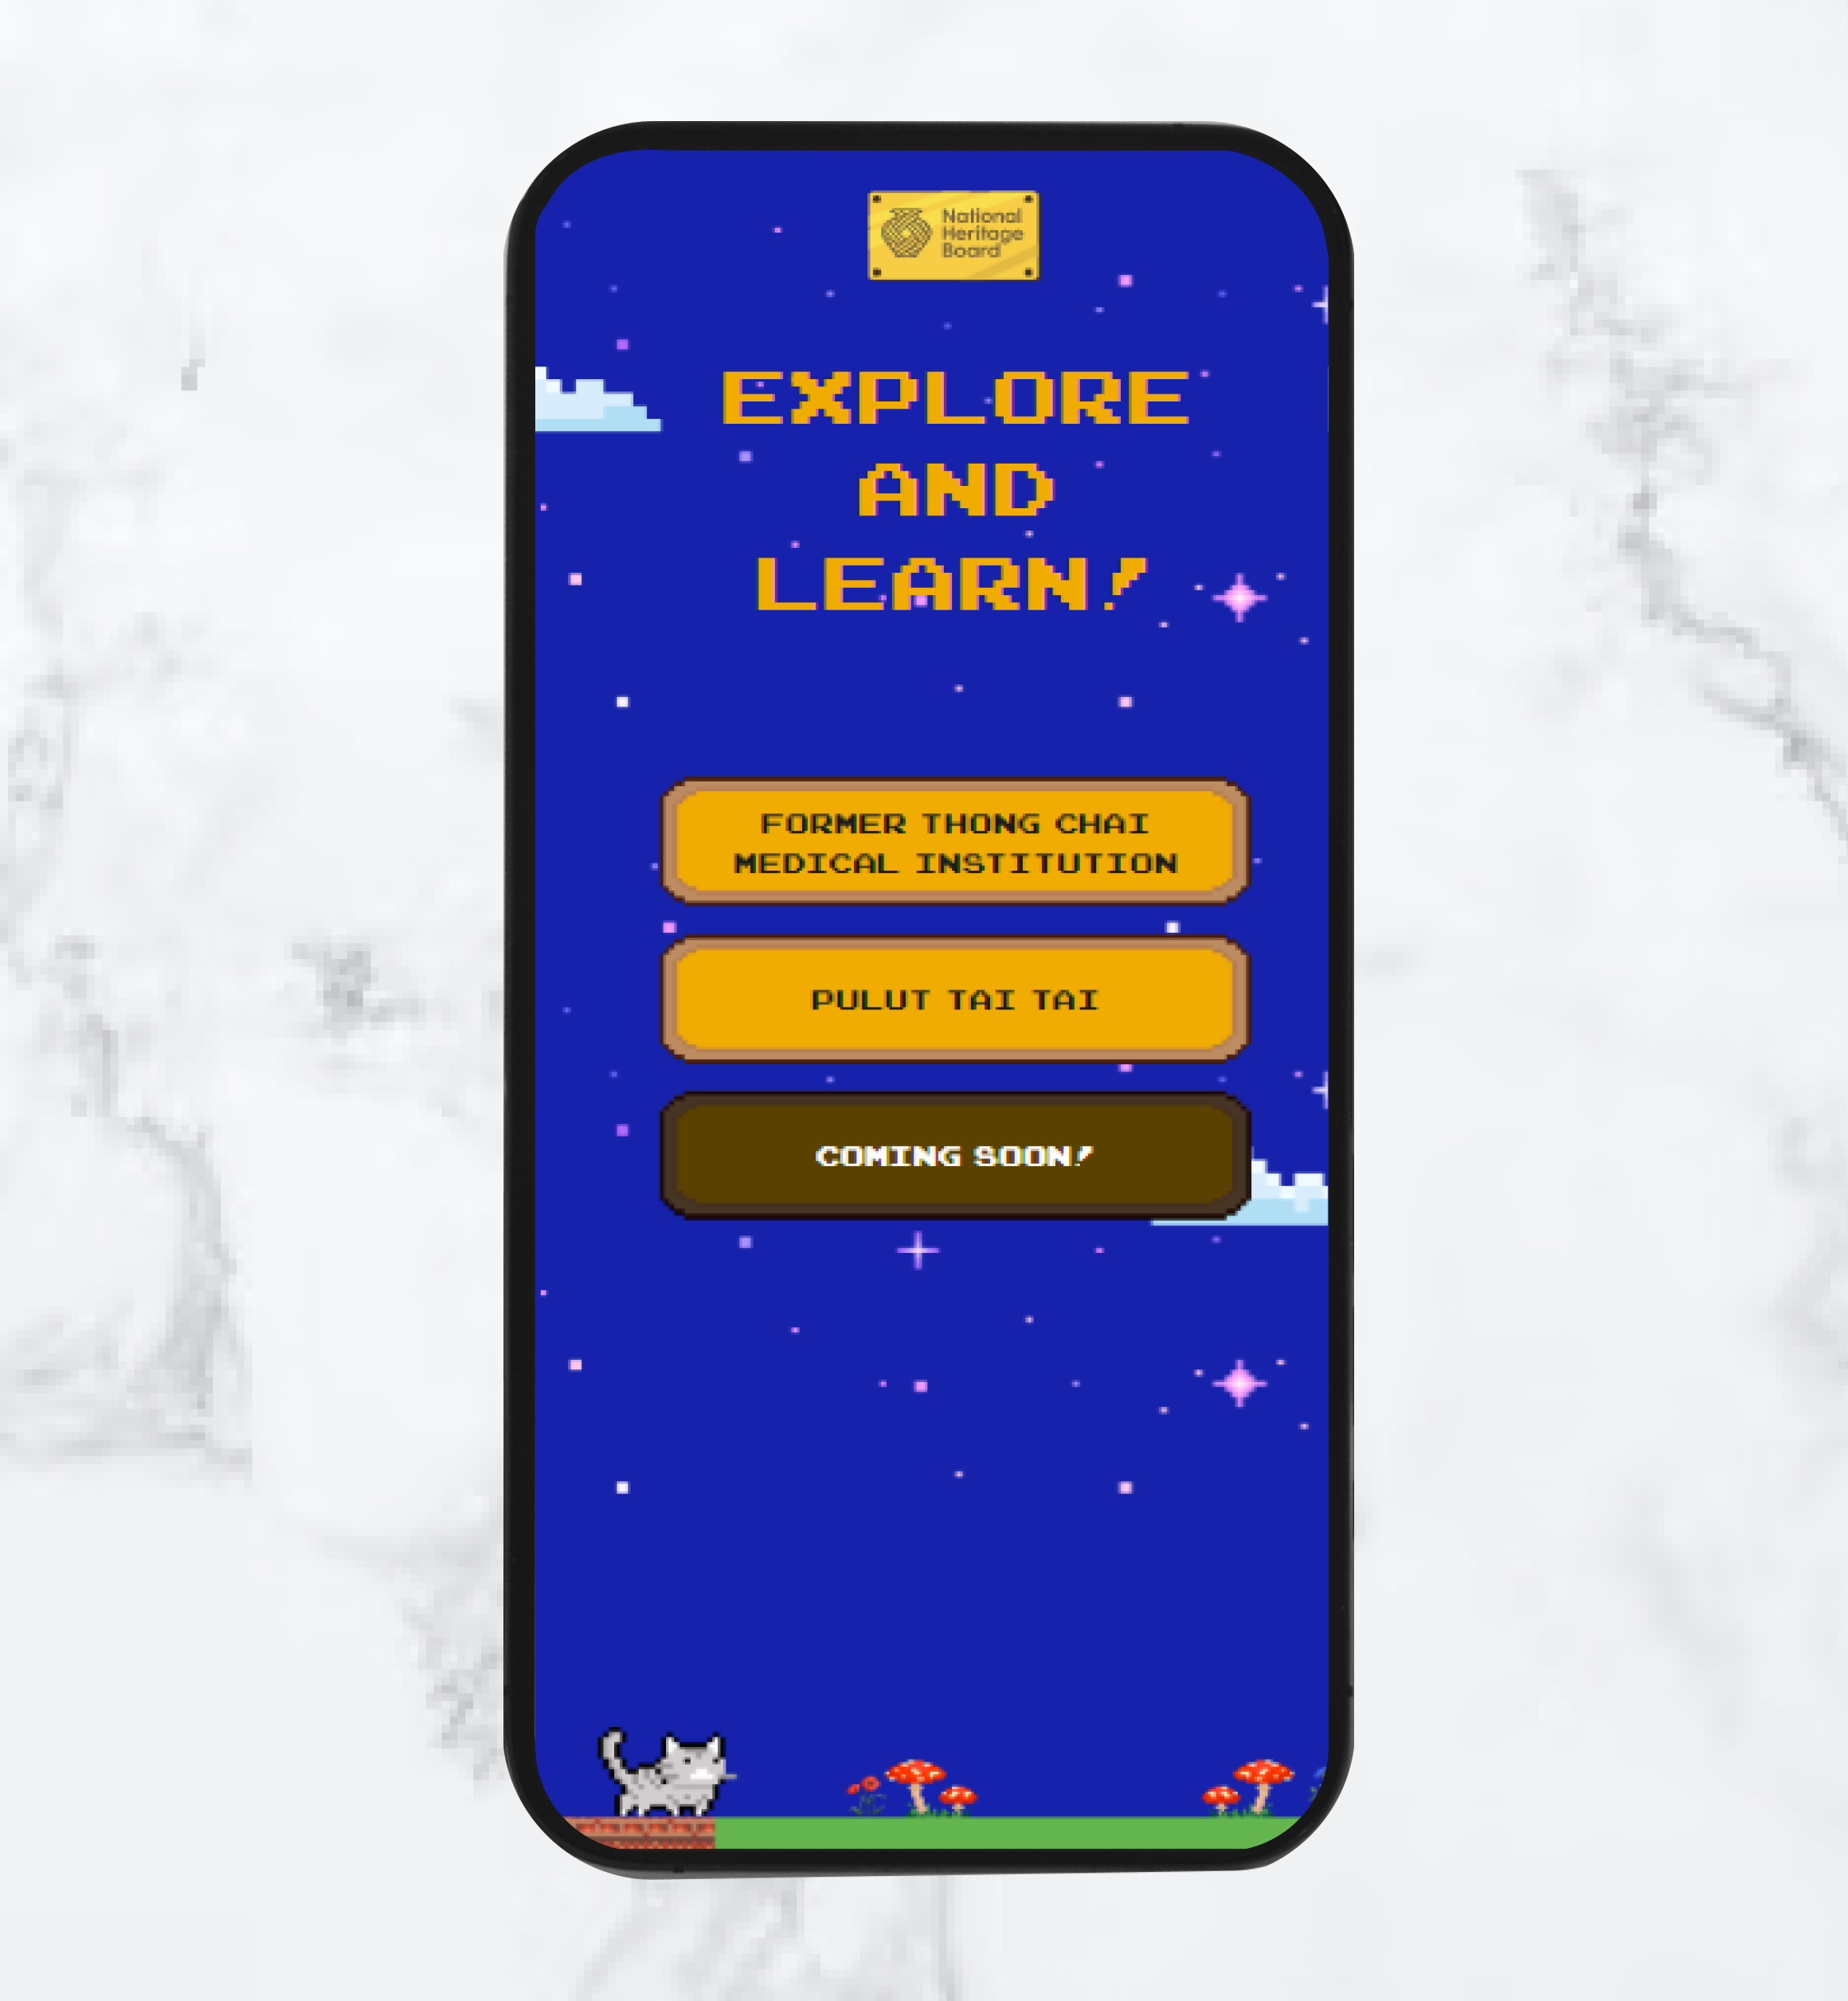 National
Heritage
Board
EXPLORE
AND
LEARN!
FORMER THONG CHAI
MEDICAL INSTITUTION
PULUT TAI TAI
COMING SOON!